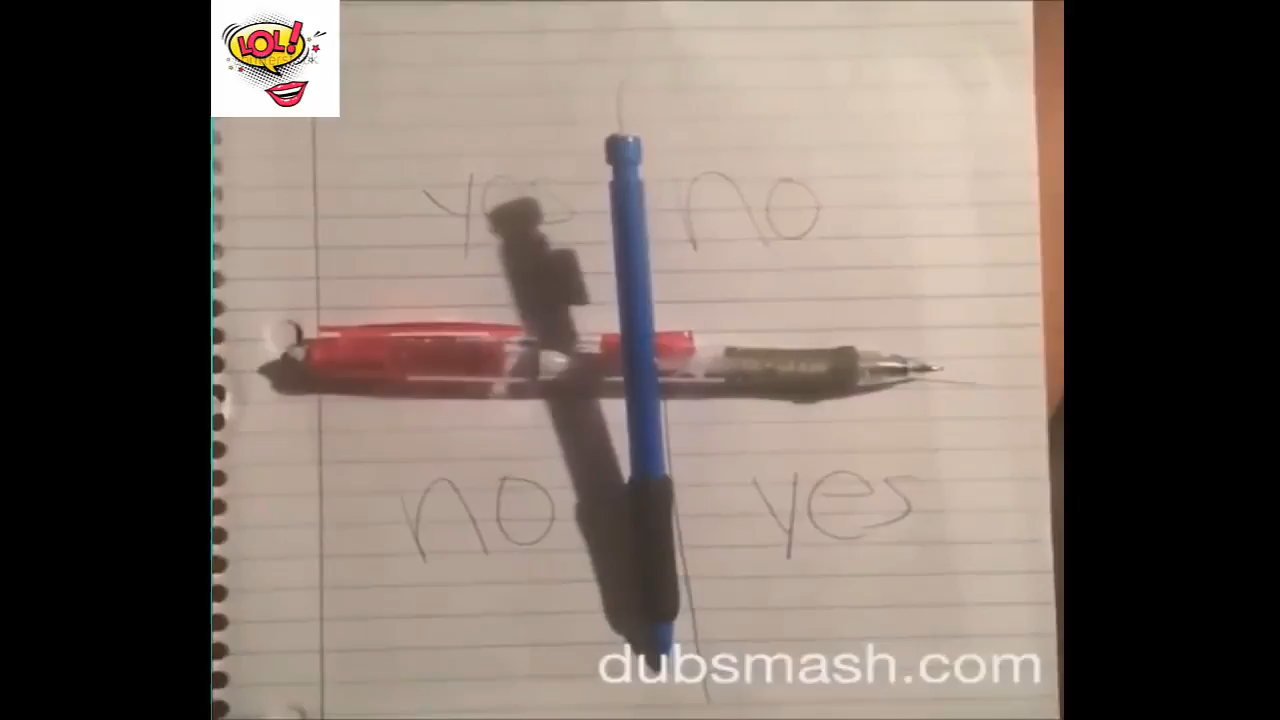 LOL!
yes no
no yes
dubsmash.com